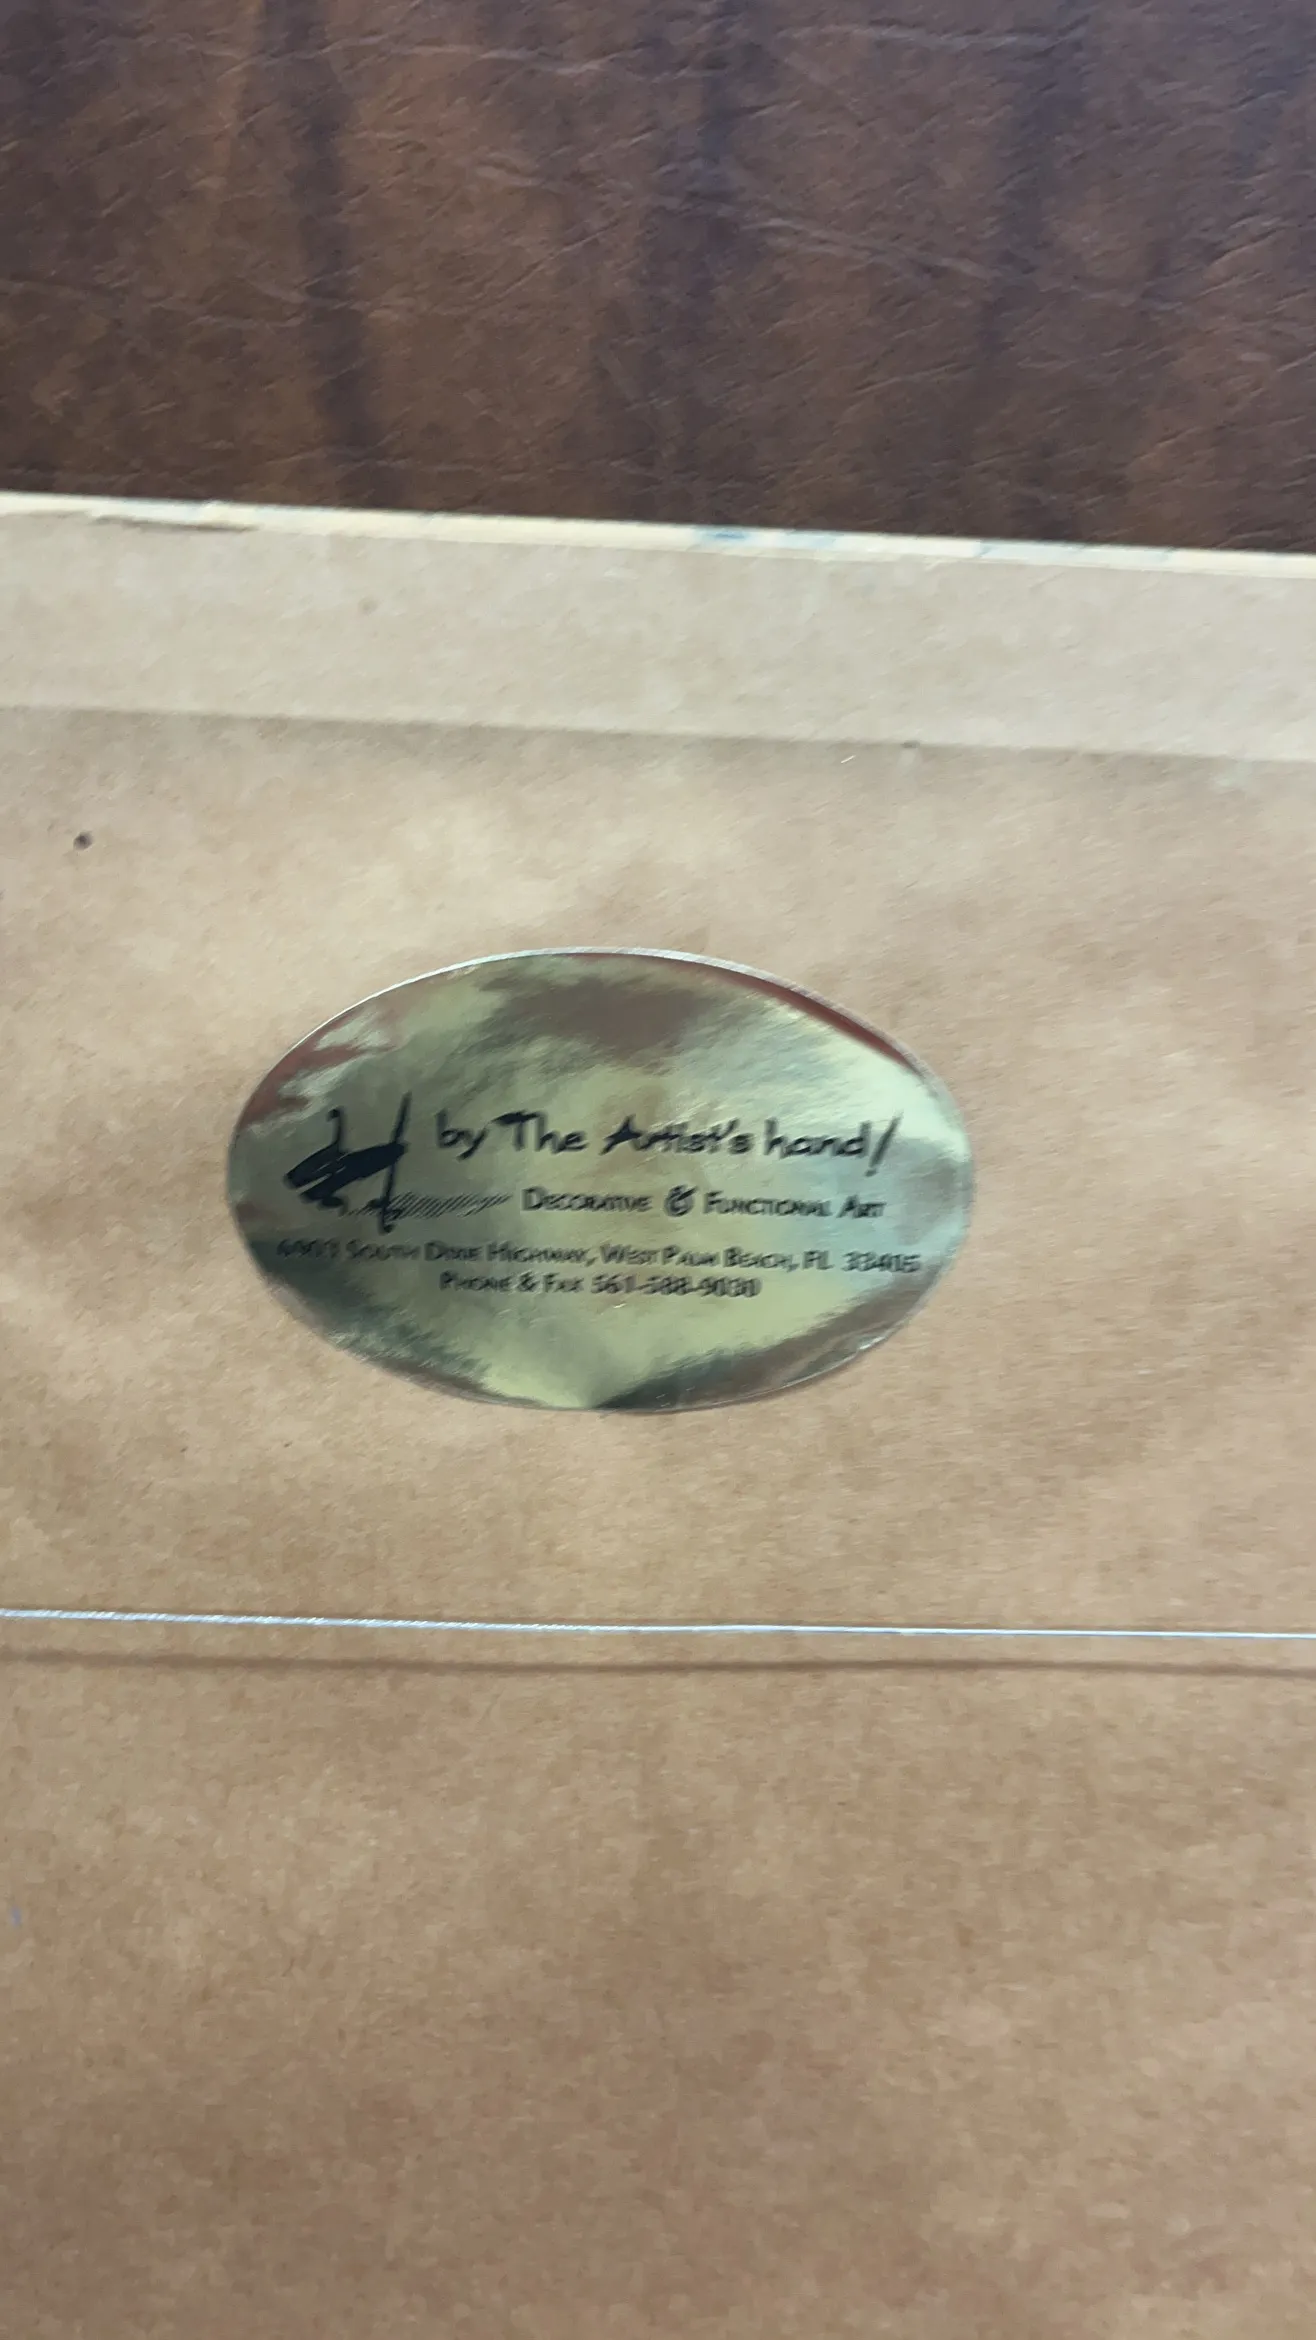 by The Artist's hand!
DECORATIVE & FUNCTIONAL ART
SOUTH DIXIE HIGHWAY, WEST PALM BEACH, FL 33405
PHONE & FAX 561-588-9030